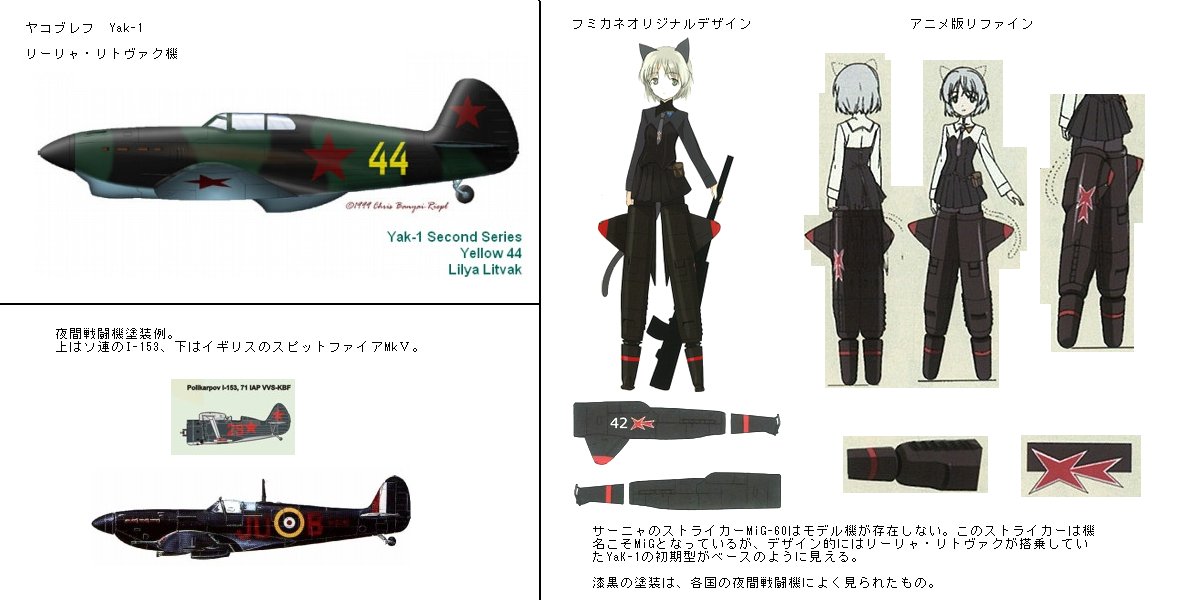 ヤコブレフ　Yak-1
リーリャ・リトヴァク機
44
©1999 Chris Banyai-Riepl
Yak-1 Second Series
Yellow 44
Lilya Litvak
夜間戦闘機塗装例。
上はソ連のI-153、下はイギリスのスピットファイアMkⅤ。
Polikarpov I-153, 71 IAP VVS-KBF
28
JU B
フミカネオリジナルデザイン
アニメ版リファイン
42
サーニャのストライカーMiG-60はモデル機が存在しない。このストライカーは機
名こそMiGとなっているが、デザイン的にはリーリャ・リトヴァクが搭乗してい
たYaK-1の初期型がベースのように見える。
漆黒の塗装は、各国の夜間戦闘機によく見られたもの。